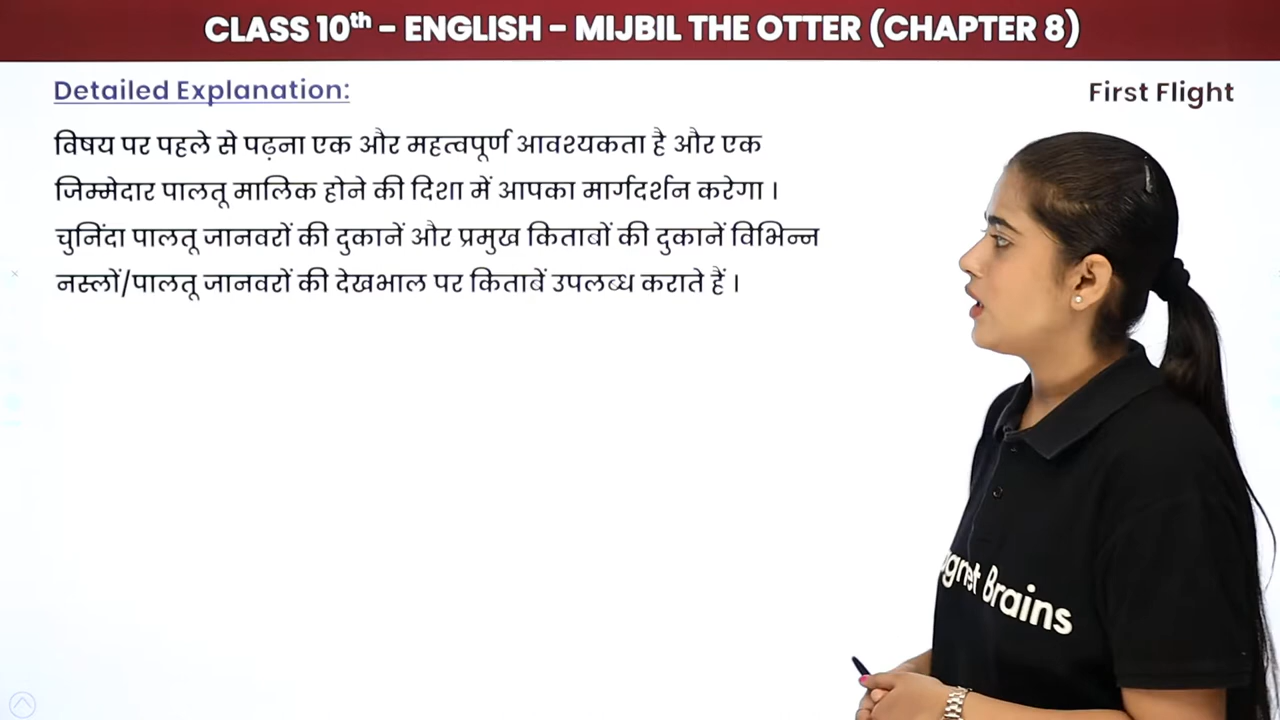 CLASS 10th - ENGLISH - MIJBIL THE OTTER (CHAPTER 8)
Detailed Explanation:
First Flight
विषय पर पहले से पढ़ना एक और महत्वपूर्ण आवश्यकता है और एक
जिम्मेदार पालतू मालिक होने की दिशा में आपका मार्गदर्शन करेगा ।
चुनिंदा पालतू जानवरों की दुकानें और प्रमुख किताबों की दुकानें विभिन्न
नस्लों/पालतू जानवरों की देखभाल पर किताबें उपलब्ध कराते हैं ।
Brains